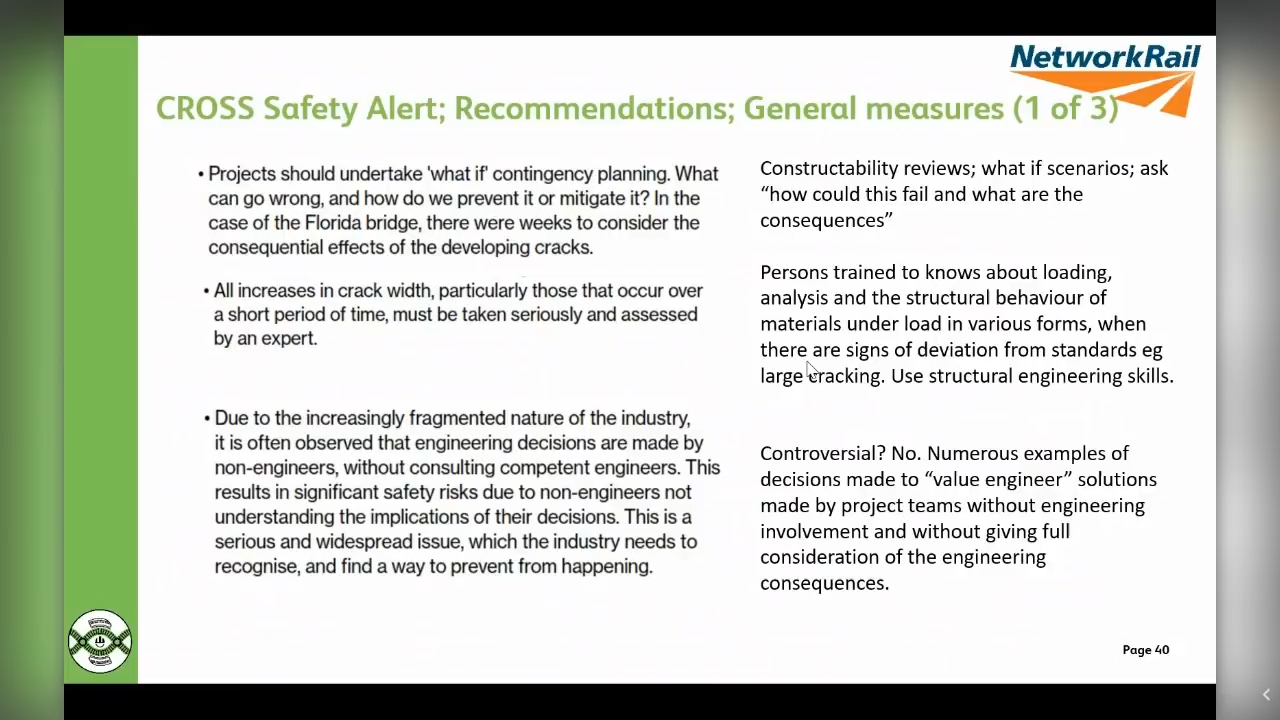 NetworkRail
CROSS Safety Alert; Recommendations; General measures (1 of 3)
• Projects should undertake 'what if' contingency planning. What
can go wrong, and how do we prevent it or mitigate it? In the
case of the Florida bridge, there were weeks to consider the
consequential effects of the developing cracks.
• All increases in crack width, particularly those that occur over
a short period of time, must be taken seriously and assessed
by an expert.
• Due to the increasingly fragmented nature of the industry,
it is often observed that engineering decisions are made by
non-engineers, without consulting competent engineers. This
results in significant safety risks due to non-engineers not
understanding the implications of their decisions. This is a
serious and widespread issue, which the industry needs to
recognise, and find a way to prevent from happening.
Constructability reviews; what if scenarios; ask
“how could this fail and what are the
consequences”
Persons trained to knows about loading,
analysis and the structural behaviour of
materials under load in various forms, when
there are signs of deviation from standards eg
large cracking. Use structural engineering skills.
Controversial? No. Numerous examples of
decisions made to “value engineer” solutions
made by project teams without engineering
involvement and without giving full
consideration of the engineering
consequences.
Page 40